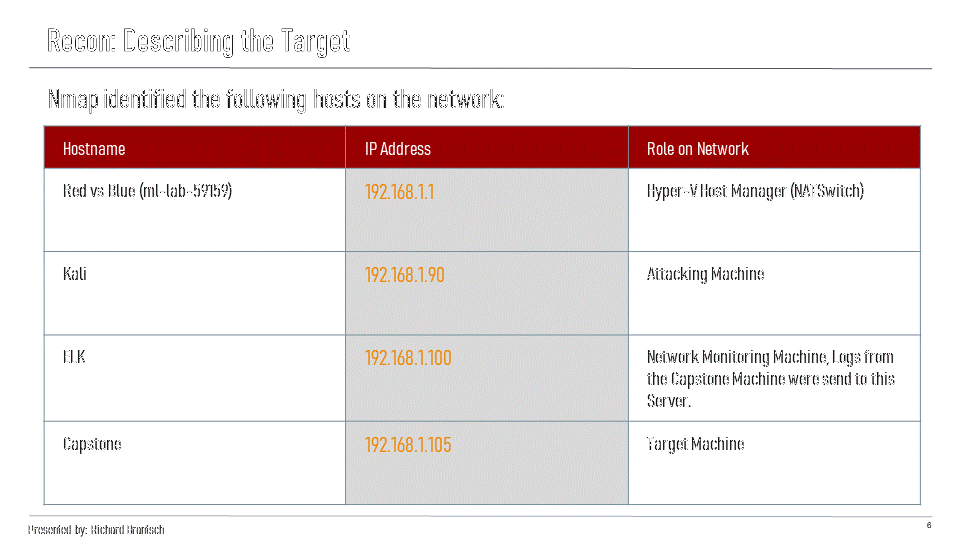 Recon: Describing the Target
Nmap identified the following hosts on the network:
Hostname
IP Address
Role on Network
Red vs Blue (ml-lab-59159)
192.168.1.1
Hyper-V Host Manager (NAT Switch)
Kali
192.168.1.90
Attacking Machine
ELK
192.168.1.100
Network Monitoring Machine, Logs from
the Capstone Machine were send to this
Server.
Capstone
192.168.1.105
Target Machine
Presented by: Richard
6